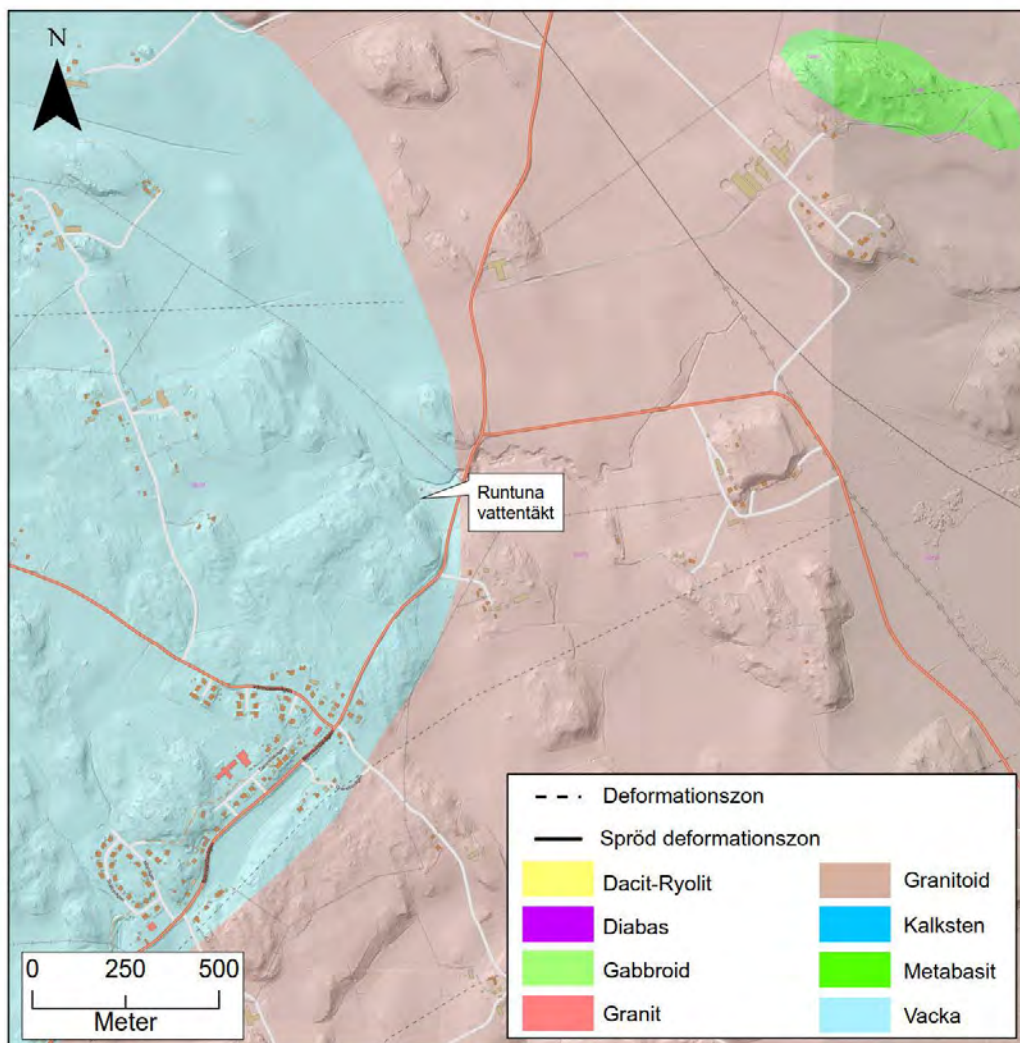 N
Runtuna
vattentäkt
Deformationszon
Spröd deformationszon
Dacit-Ryolit
Granitoid
Diabas
Kalksten
Gabbroid
Metabasit
Granit
Vacka
0 250 500
Meter